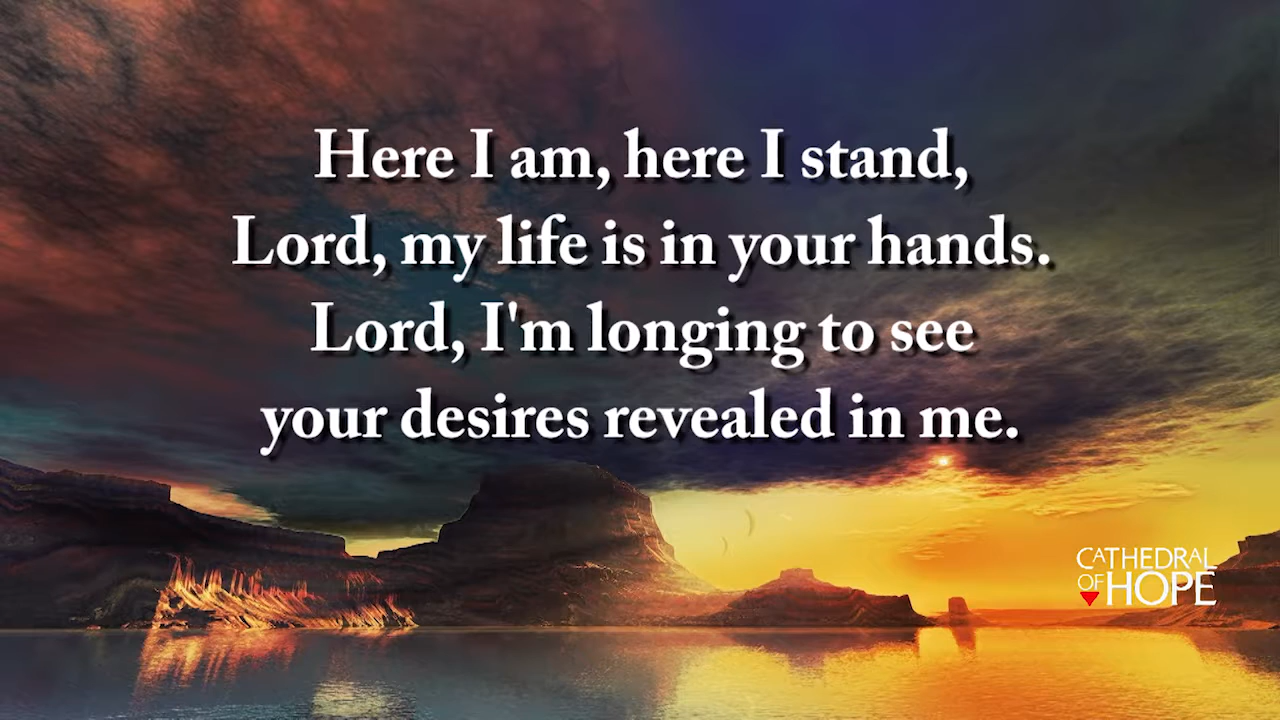 Here I am, here I stand,
Lord, my life is in your hands.
Lord, I'm longing to see
your desires revealed in me.
CATHEDRAL
OF HOPE